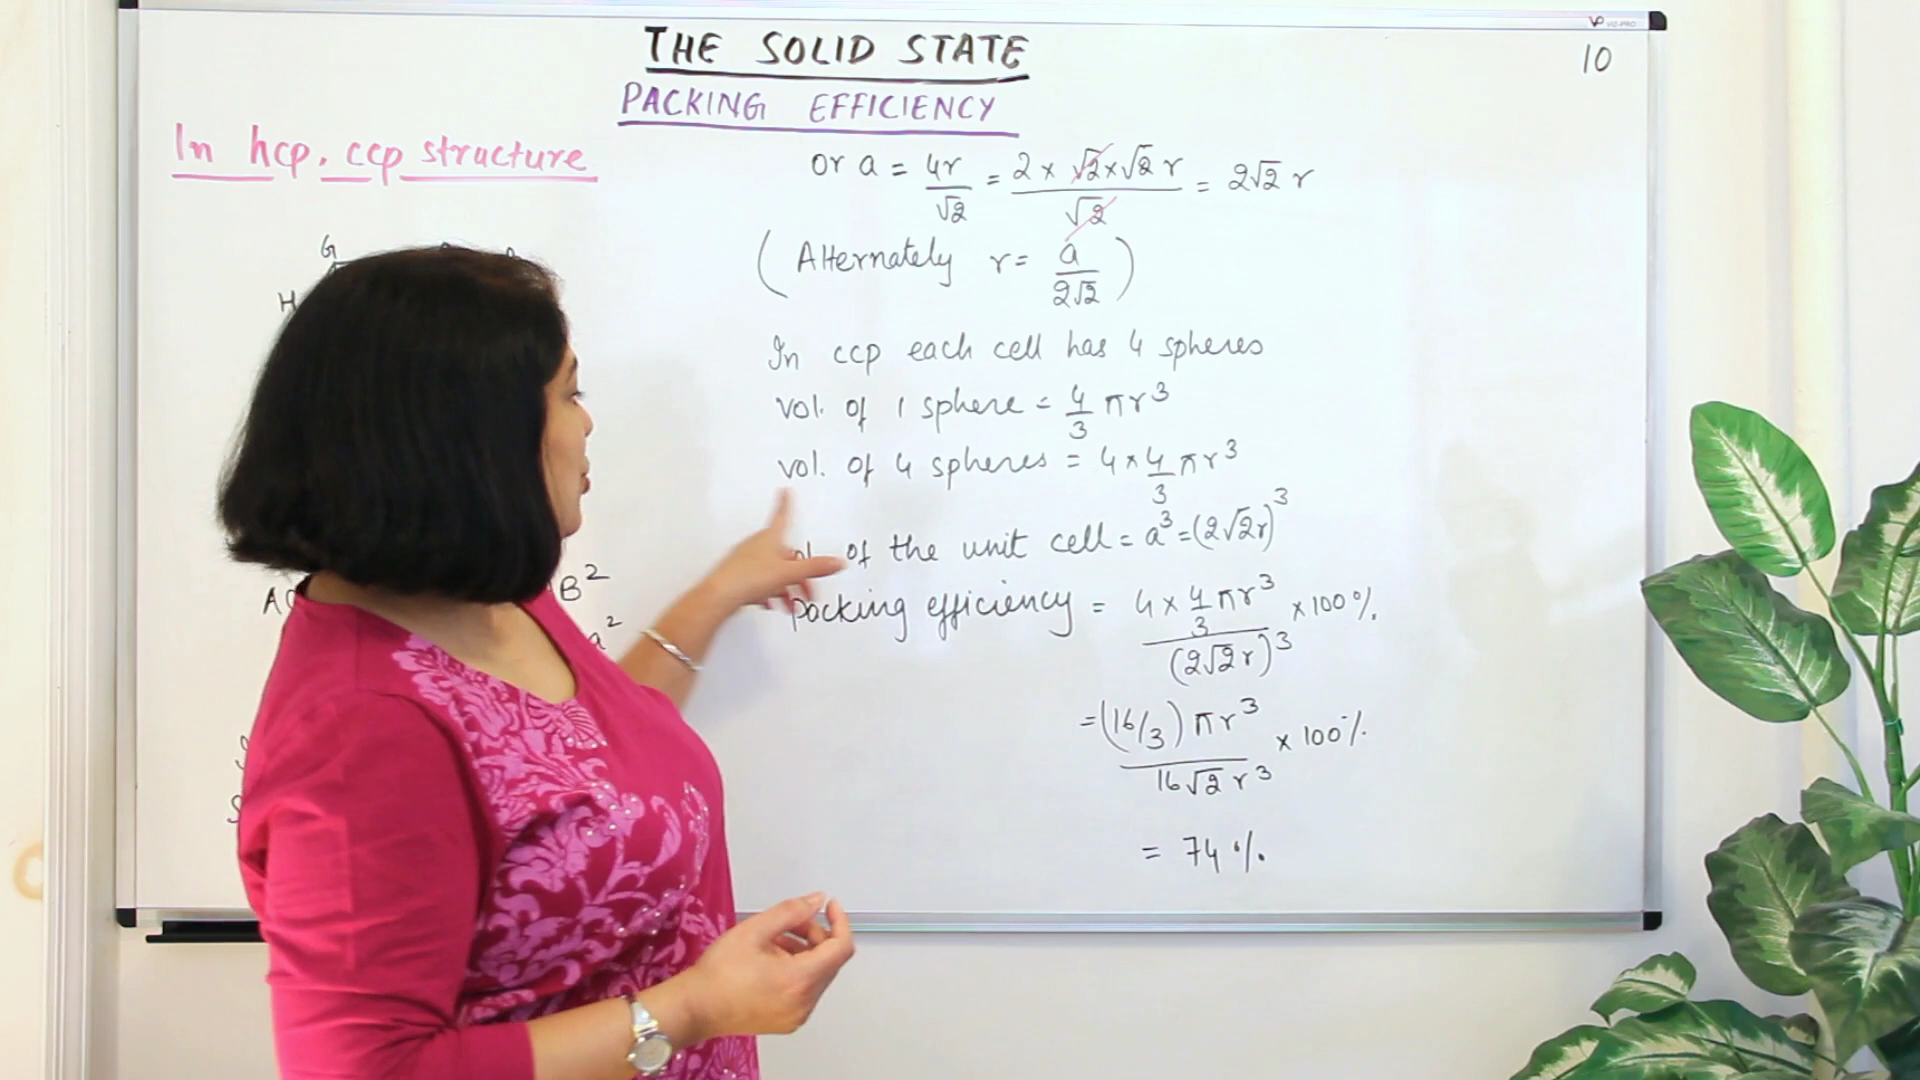 THE SOLID STATE
10
PACKING EFFICIENCY
In hcp, ccp structure
or a = 4r/√2 = 2 x √2 x √2 r/√2 = 2√2 r
(Alternately r = a/2√2)
In ccp each cell has 4 spheres
vol. of 1 sphere = 4/3 πr³
vol. of 4 spheres = 4 x 4/3 πr³
of the unit cell = a³ = (2√2r)³
packing efficiency = 4 x 4/3 πr³/(2√2 r)³ x 100%
= (16/3) πr³/16√2 r³ x 100%
= 74%
G
H
B²
a²